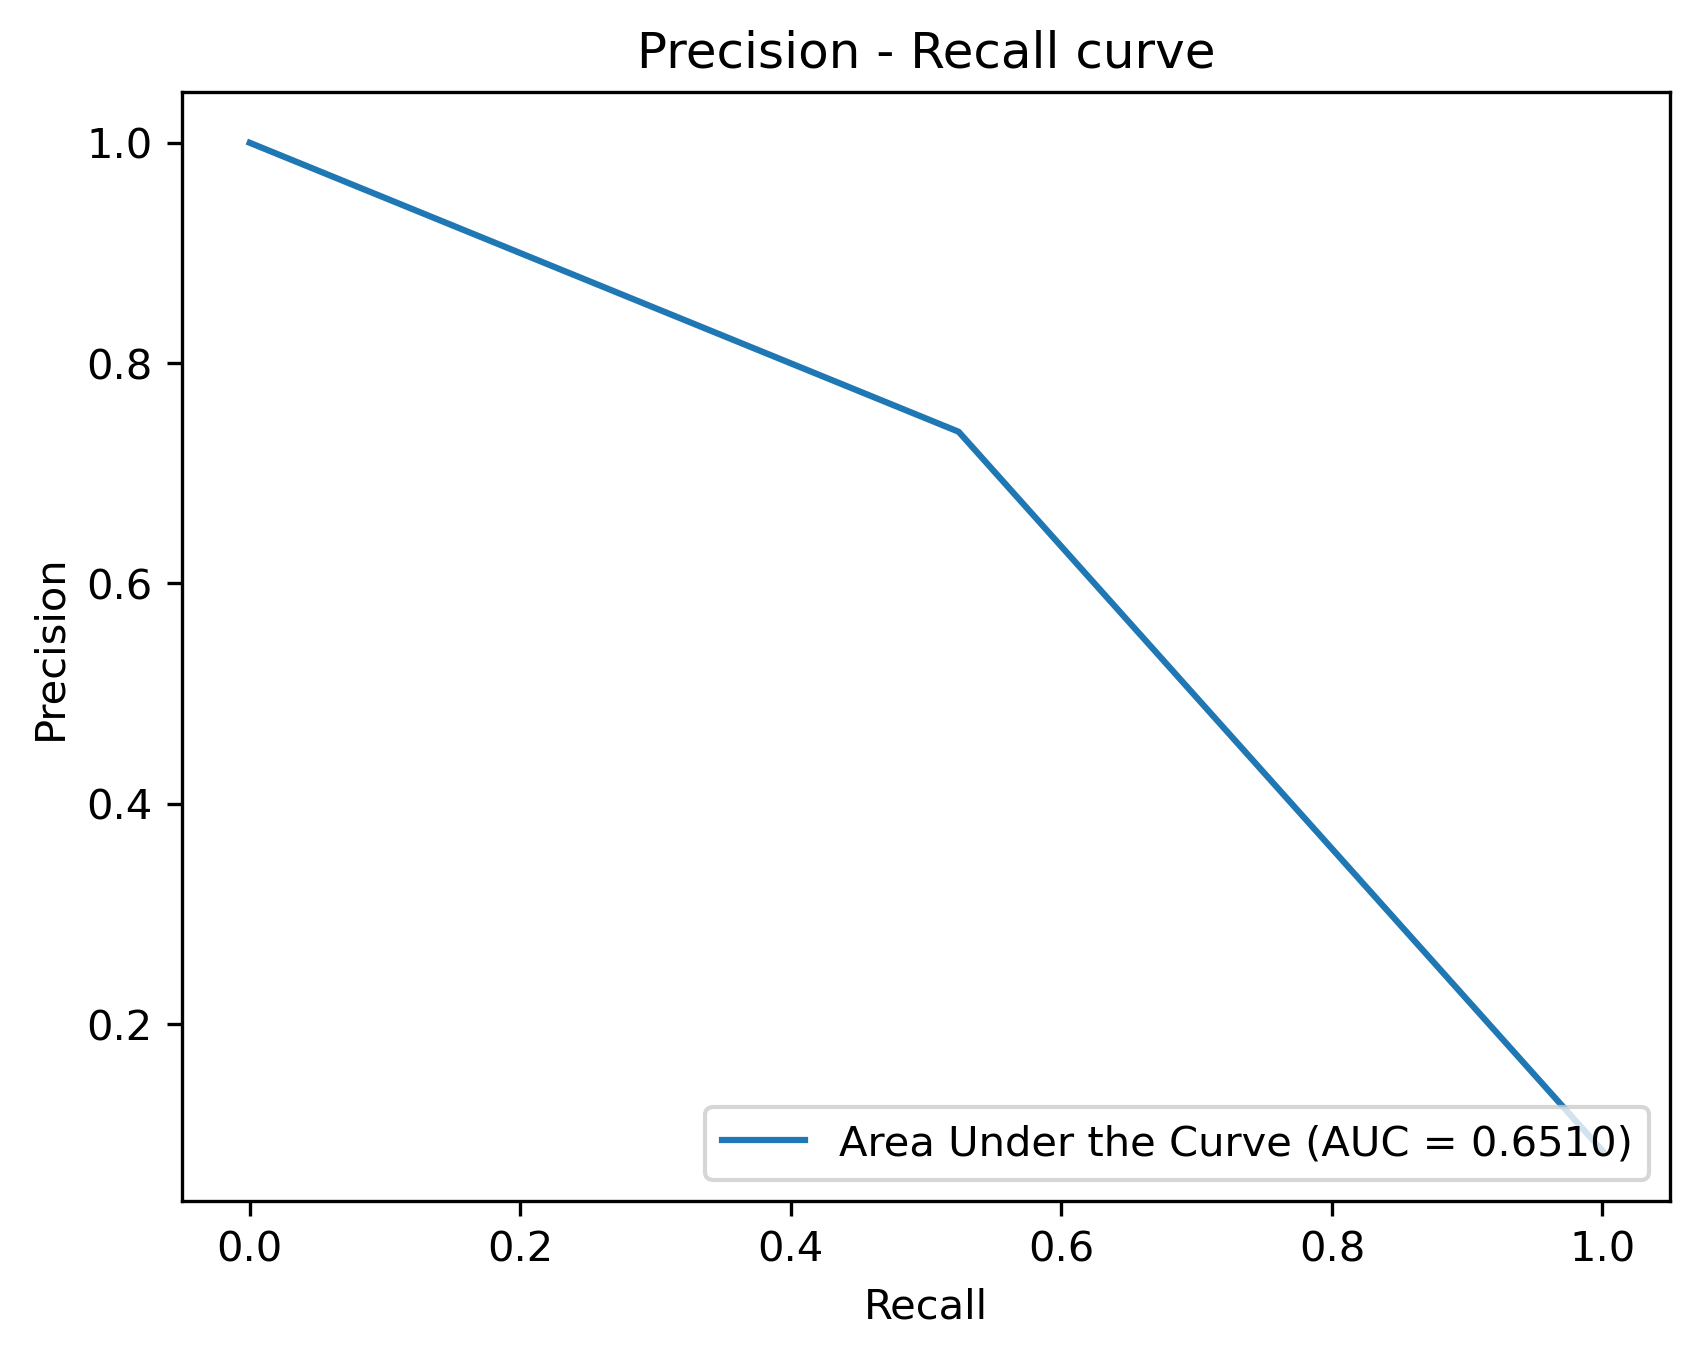 Precision - Recall curve
1.0
0.8
0.6
0.4
0.2
Precision
Area Under the Curve (AUC = 0.6510)
0.0 0.2 0.4 0.6 0.8 1.0
Recall